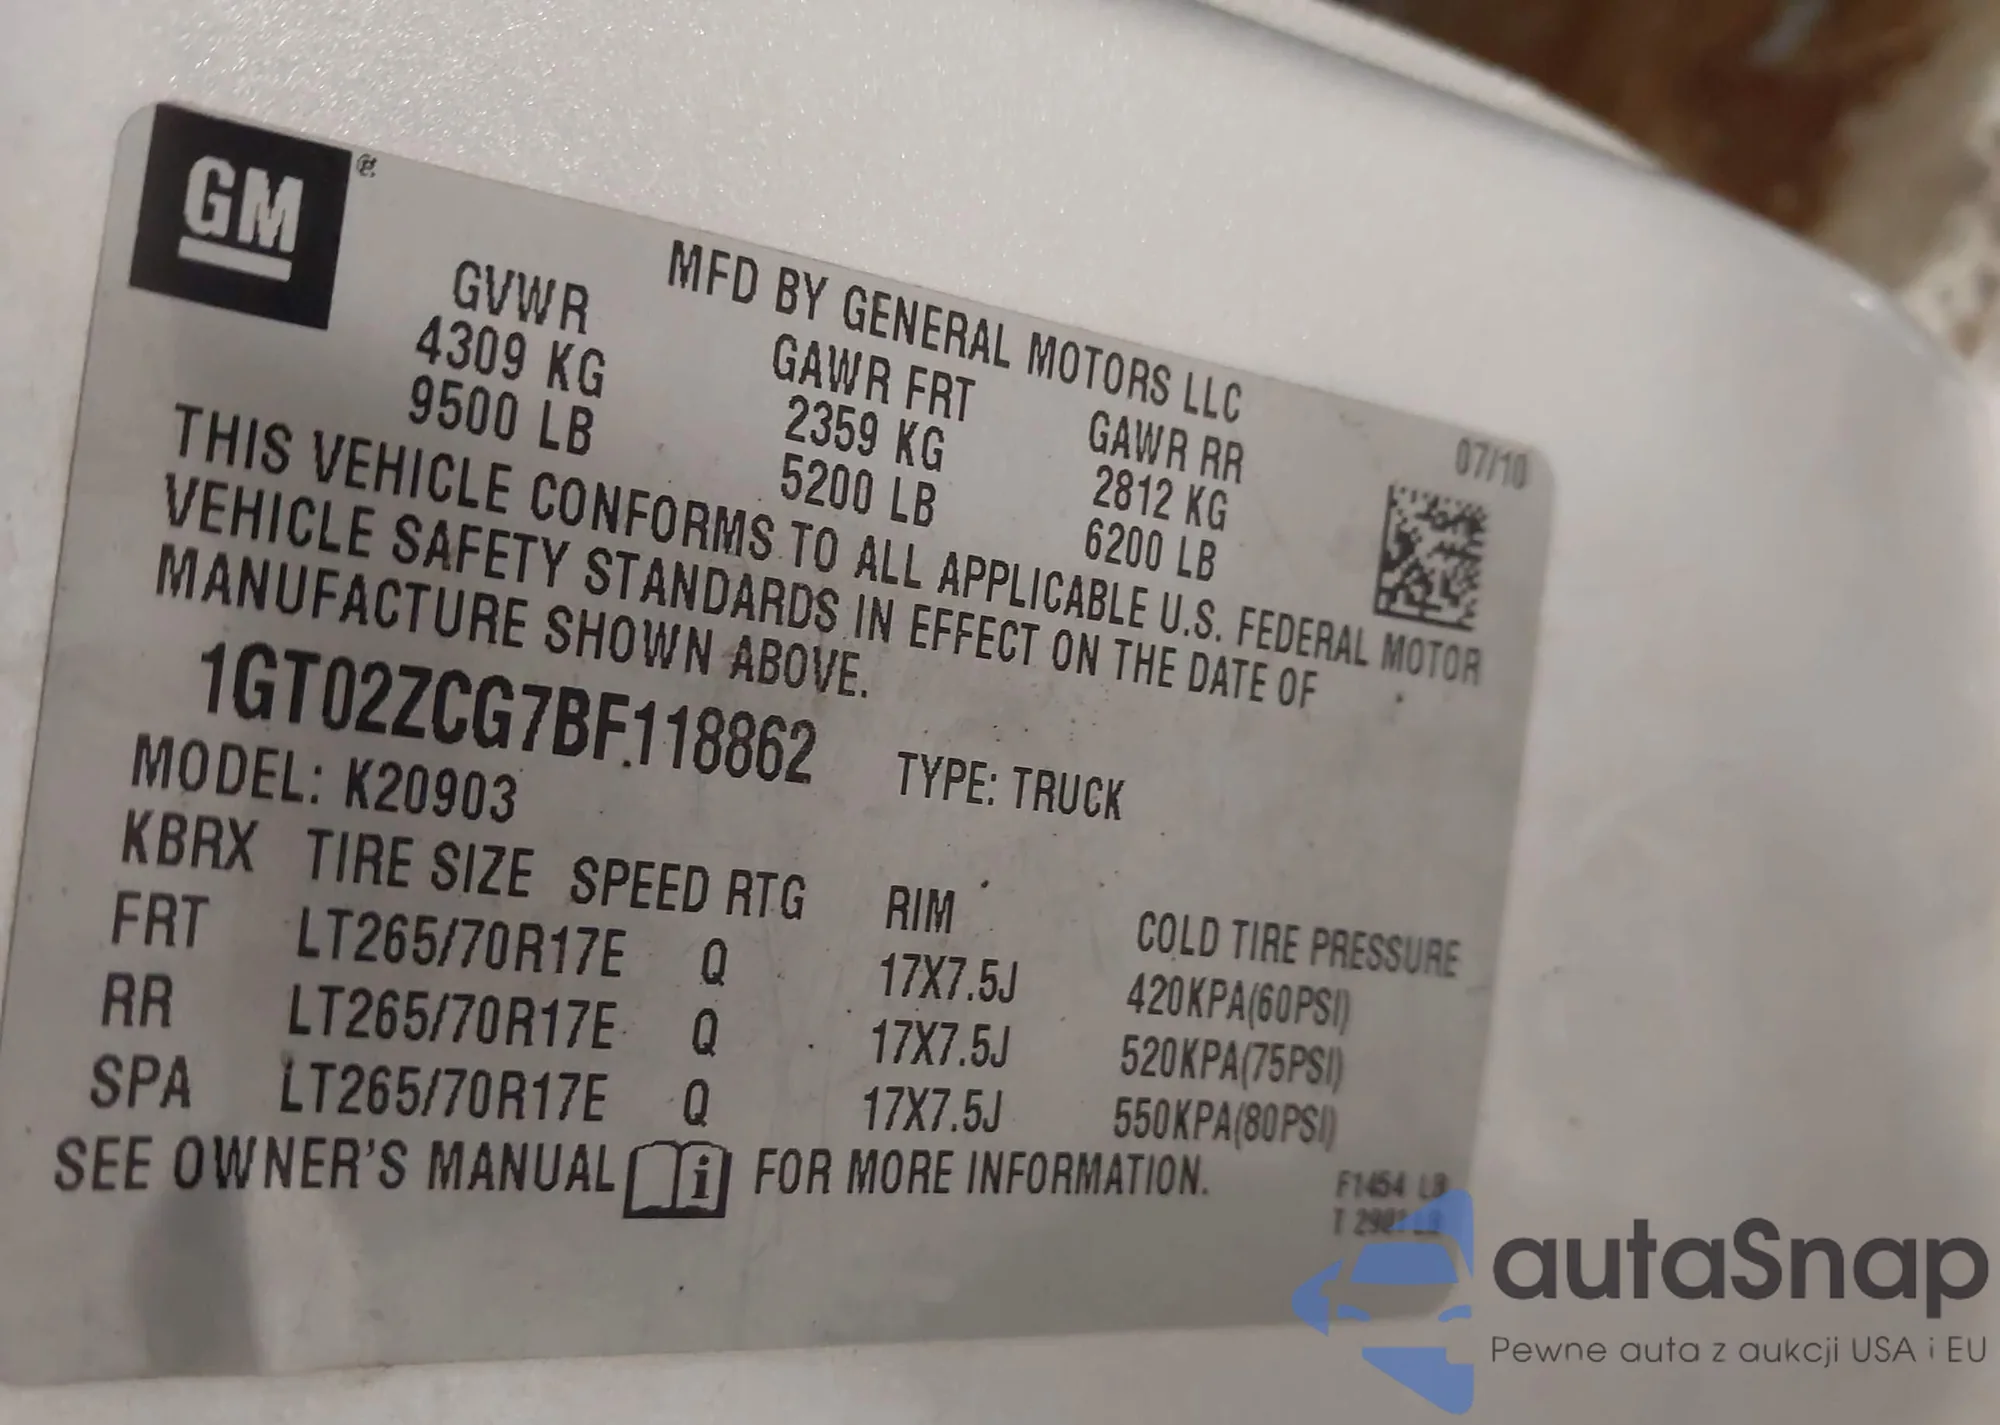 GM®
MFD BY GENERAL MOTORS LLC
07/10
GVWR GAWR FRT GAWR RR
4309 KG 2359 KG 2812 KG
9500 LB 5200 LB 6200 LB
THIS VEHICLE CONFORMS TO ALL APPLICABLE U.S. FEDERAL MOTOR
VEHICLE SAFETY STANDARDS IN EFFECT ON THE DATE OF
MANUFACTURE SHOWN ABOVE.
1GT02ZCG7BF118862 TYPE: TRUCK
MODEL: K20903
KBRX TIRE SIZE SPEED RTG RIM COLD TIRE PRESSURE
FRT LT265/70R17E Q 17X7.5J 420KPA(60PSI)
RR LT265/70R17E Q 17X7.5J 520KPA(75PSI)
SPA LT265/70R17E Q 17X7.5J 550KPA(80PSI)
SEE OWNER'S MANUAL i FOR MORE INFORMATION.
F1454 LB
T
autaSnap
Pewne auta z aukcji USA i EU